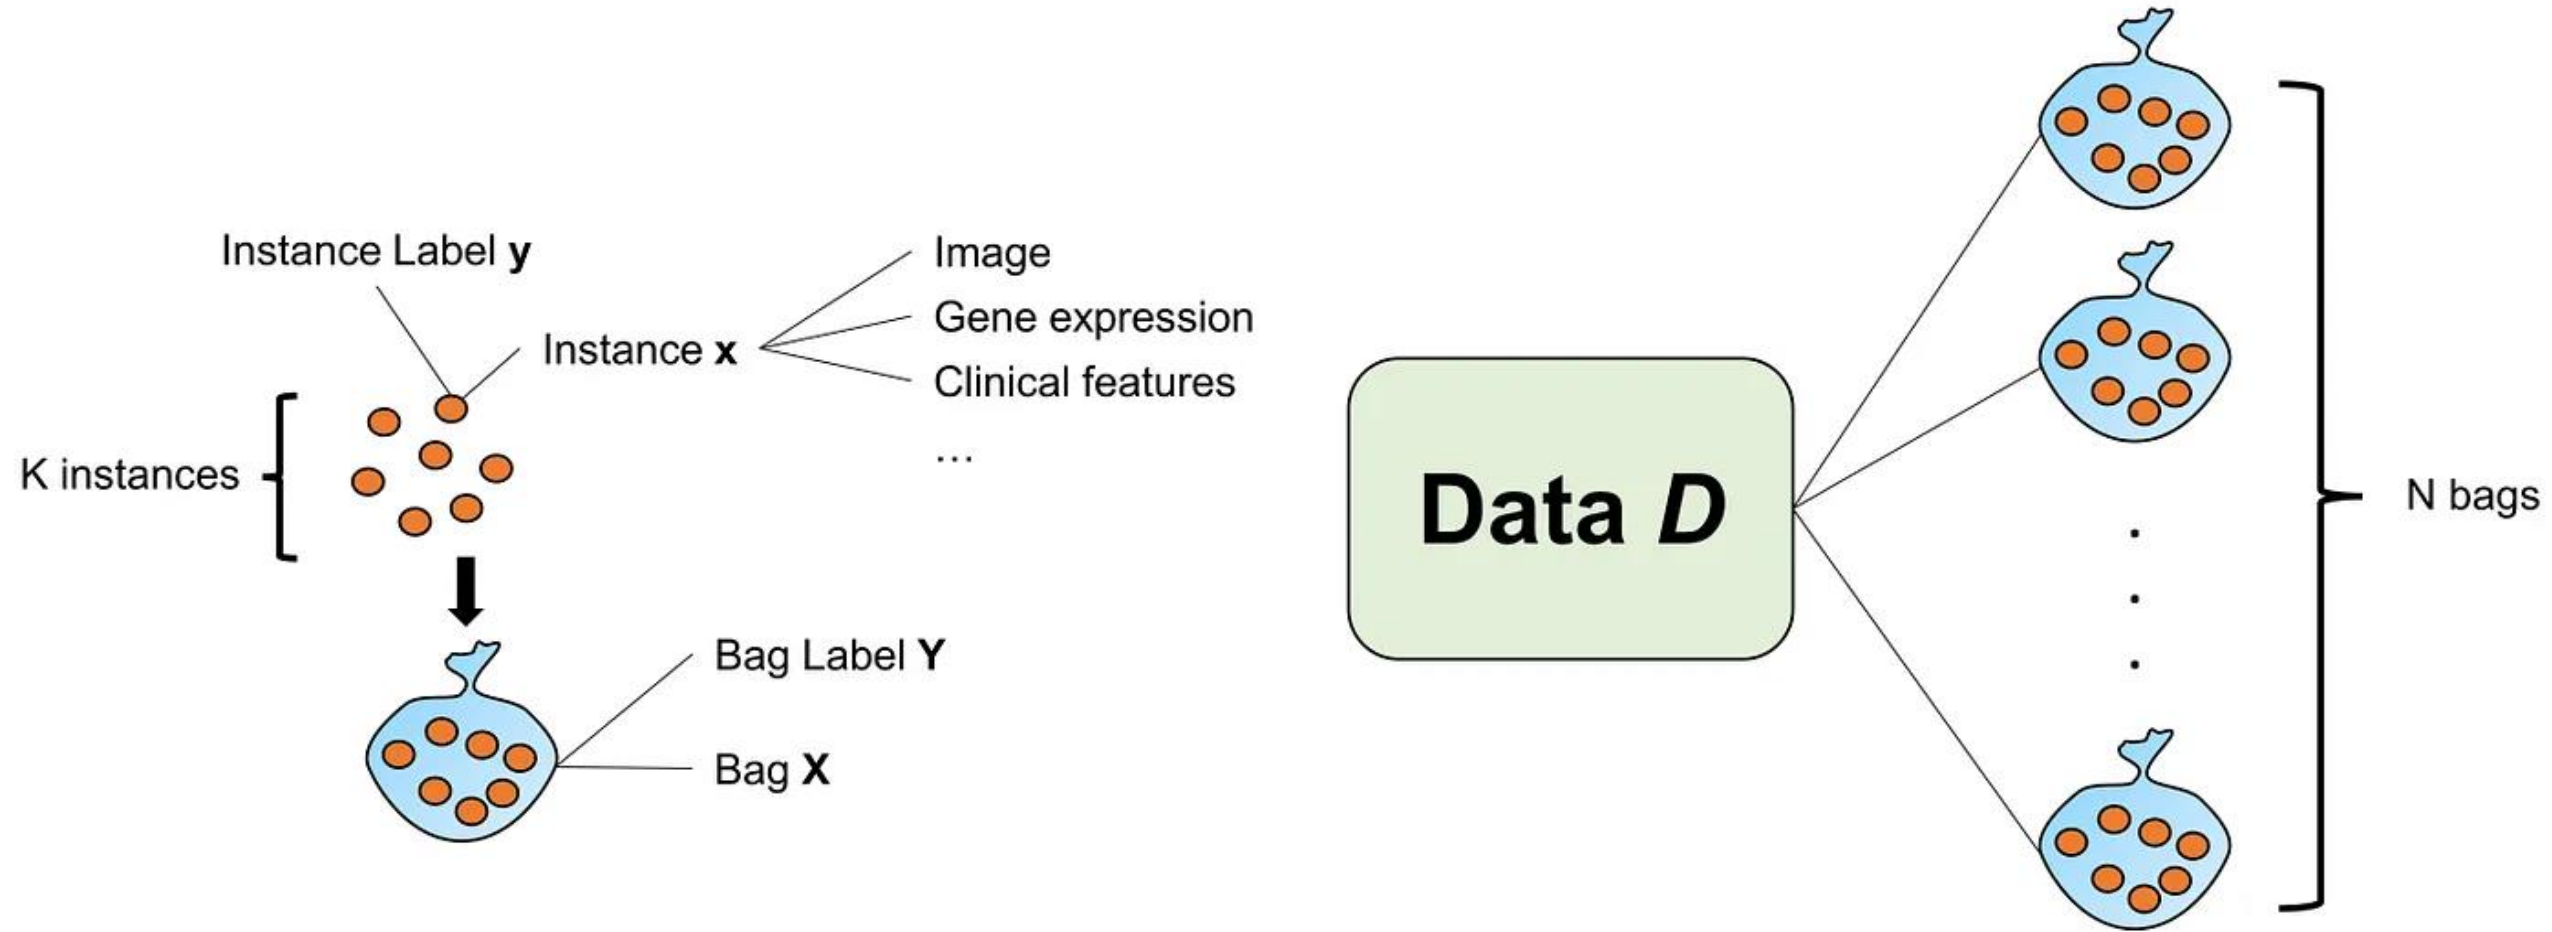 Instance Label y
Instance x
Image
Gene expression
Clinical features
...
K instances
Bag Label Y
Bag X
Data D
N bags